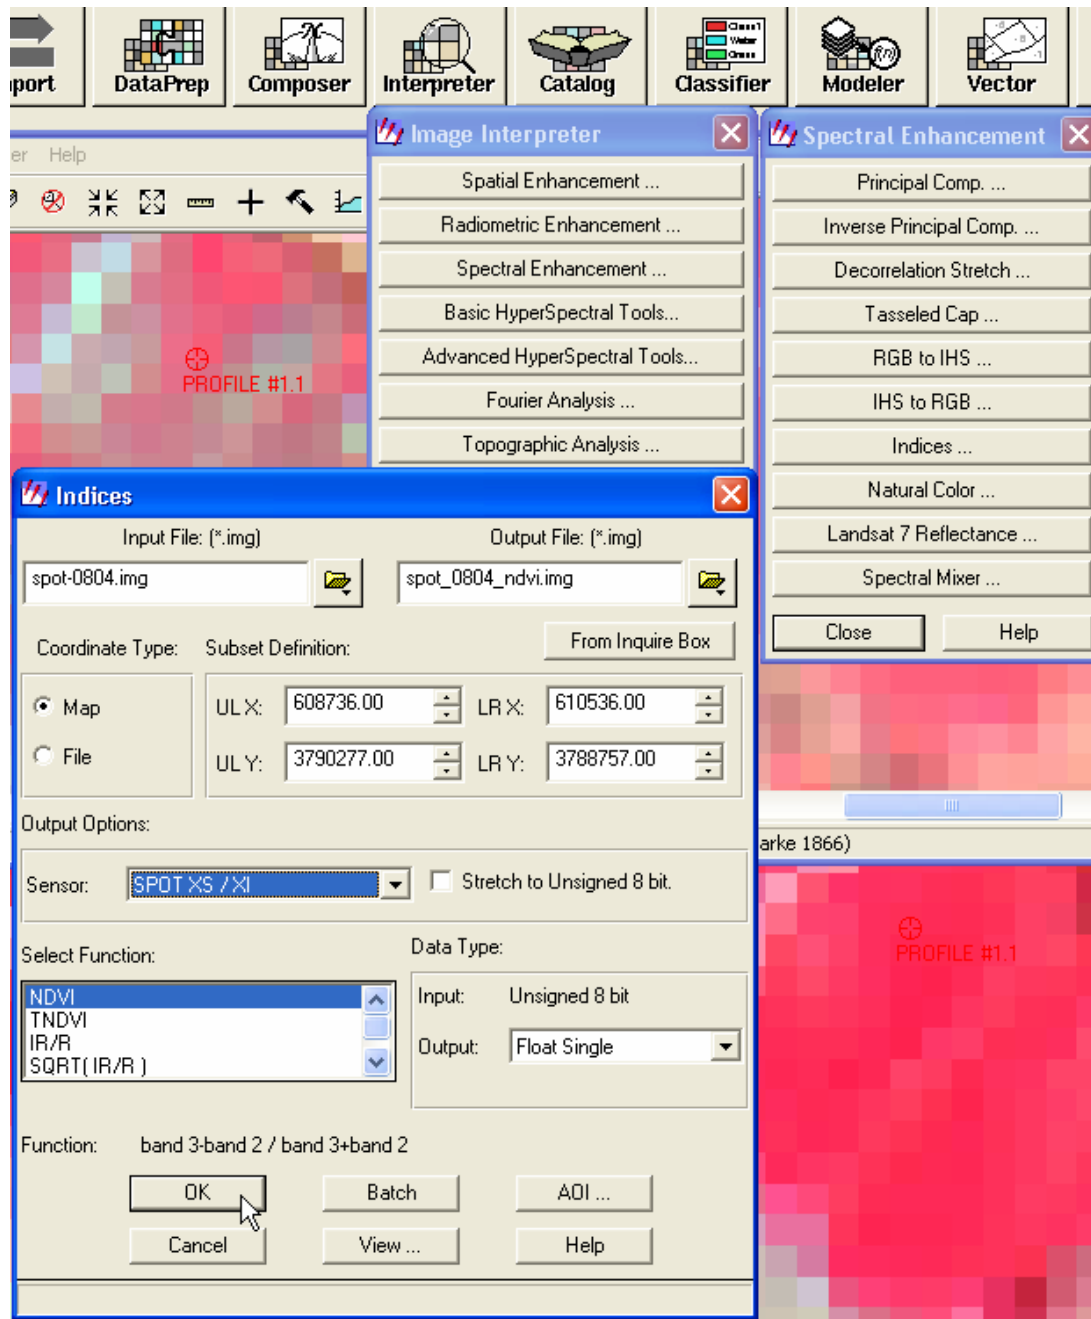 port
DataPrep
Composer
Interpreter
Catalog
Class1
Water
Grass
Classifier
f(n)
Modeler
Vector
er Help
PROFILE #1.1
Image Interpreter
Spatial Enhancement ...
Radiometric Enhancement ...
Spectral Enhancement ...
Basic HyperSpectral Tools...
Advanced HyperSpectral Tools...
Fourier Analysis ...
Topographic Analysis ...
Spectral Enhancement
Principal Comp. ...
Inverse Principal Comp. ...
Decorrelation Stretch ...
Tasseled Cap ...
RGB to IHS ...
IHS to RGB ...
Indices ...
Natural Color ...
Landsat 7 Reflectance ...
Spectral Mixer ...
Close Help
Indices
Input File: (*.img) Output File: (*.img)
spot-0804.img spot_0804_ndvi.img
Coordinate Type: Subset Definition: From Inquire Box
Map UL X: 608736.00 LR X: 610536.00
File UL Y: 3790277.00 LR Y: 3788757.00
Output Options:
Sensor: SPOT XS / XI Stretch to Unsigned 8 bit.
Select Function: Data Type:
NDVI
TNDVI
IR/R
SQRT( IR/R )
Input: Unsigned 8 bit
Output: Float Single
Function: band 3-band 2 / band 3+band 2
OK Batch AOI ...
Cancel View ... Help
arke 1866)
PROFILE #1.1